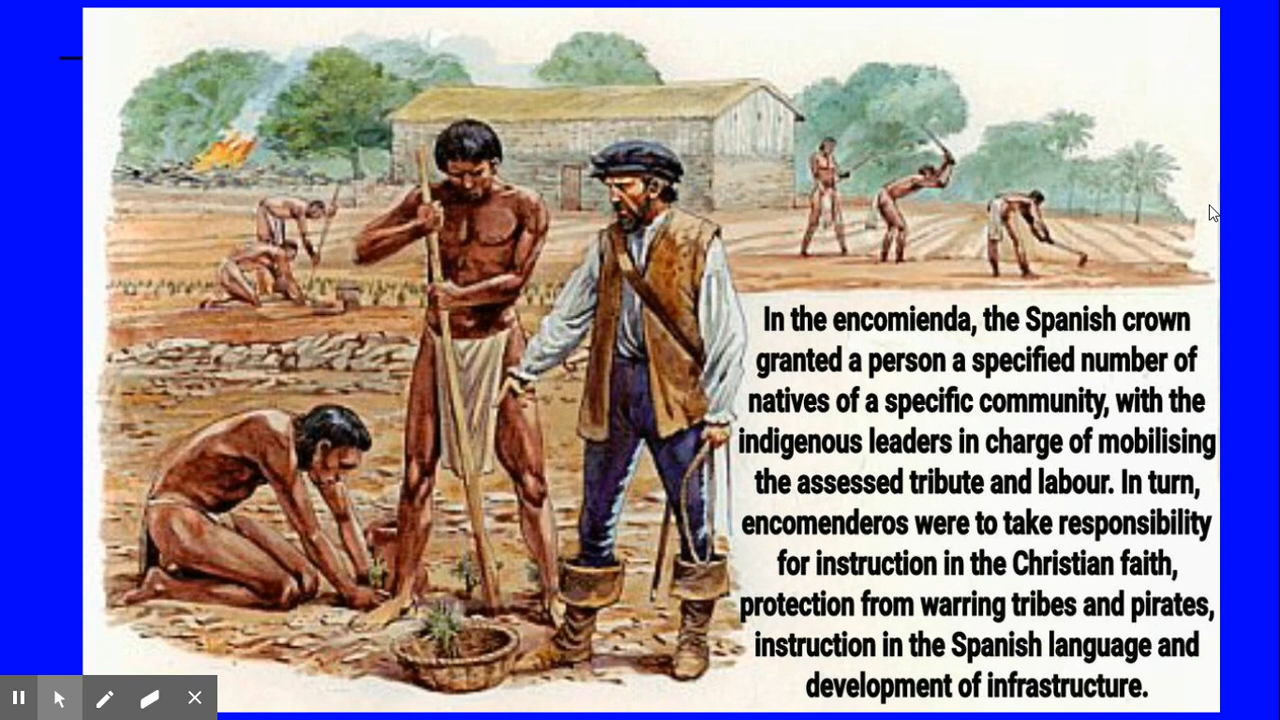 In the encomienda, the Spanish crown
granted a person a specified number of
natives of a specific community, with the
indigenous leaders in charge of mobilising
the assessed tribute and labour. In turn,
encomenderos were to take responsibility
for instruction in the Christian faith,
protection from warring tribes and pirates,
instruction in the Spanish language and
development of infrastructure.